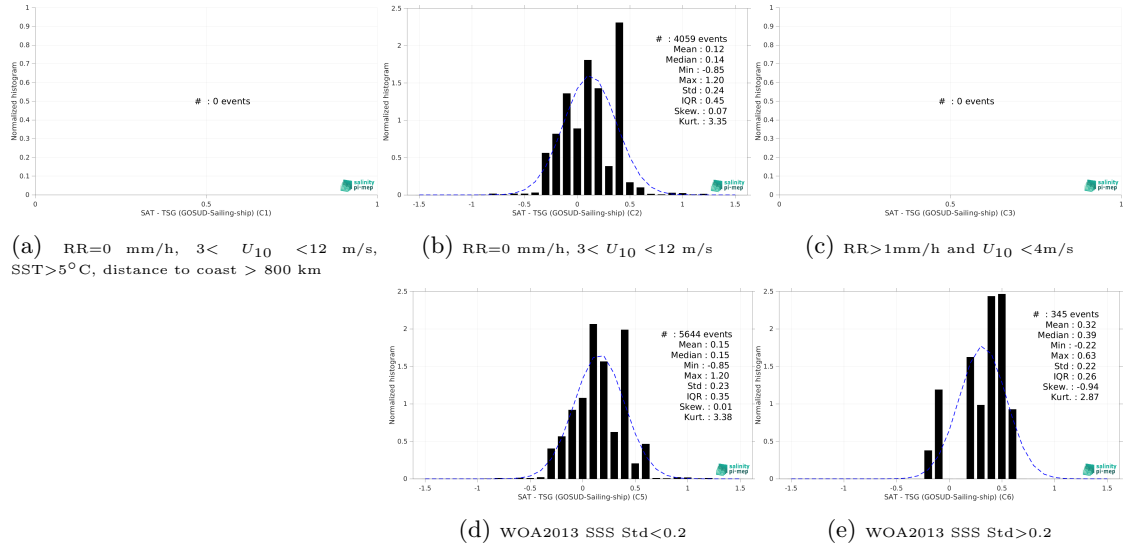 1
0.9
0.8
0.7
0.6
0.5
0.4
0.3
0.2
0.1
0
Normalized histogram
# : 0 events
salinity
pi-mep
0 0.5 1
SAT - TSG (GOSUD-Sailing-ship) (C1)
(a) RR=0 mm/h, 3< U10 <12 m/s,
SST>5°C, distance to coast > 800 km
2.5
2
1.5
1
0.5
0
Normalized histogram
# : 4059 events
Mean : 0.12
Median : 0.14
Min : -0.85
Max : 1.20
Std : 0.24
IQR : 0.45
Skew. : 0.07
Kurt. : 3.35
salinity
pi-mep
-1.5 -1 -0.5 0 0.5 1 1.5
SAT - TSG (GOSUD-Sailing-ship) (C2)
(b) RR=0 mm/h, 3< U10 <12 m/s
1
0.9
0.8
0.7
0.6
0.5
0.4
0.3
0.2
0.1
0
Normalized histogram
# : 0 events
salinity
pi-mep
0 0.5 1
SAT - TSG (GOSUD-Sailing-ship) (C3)
(c) RR>1mm/h and U10 <4m/s
2.5
2
1.5
1
0.5
0
Normalized histogram
# : 5644 events
Mean : 0.15
Median : 0.15
Min : -0.85
Max : 1.20
Std : 0.23
IQR : 0.35
Skew. : 0.01
Kurt. : 3.38
salinity
pi-mep
-1.5 -1 -0.5 0 0.5 1 1.5
SAT - TSG (GOSUD-Sailing-ship) (C5)
(d) WOA2013 SSS Std<0.2
2.5
2
1.5
1
0.5
0
Normalized histogram
# : 345 events
Mean : 0.32
Median : 0.39
Min : -0.22
Max : 0.63
Std : 0.22
IQR : 0.26
Skew. : -0.94
Kurt. : 2.87
salinity
pi-mep
-1.5 -1 -0.5 0 0.5 1 1.5
SAT - TSG (GOSUD-Sailing-ship) (C6)
(e) WOA2013 SSS Std>0.2